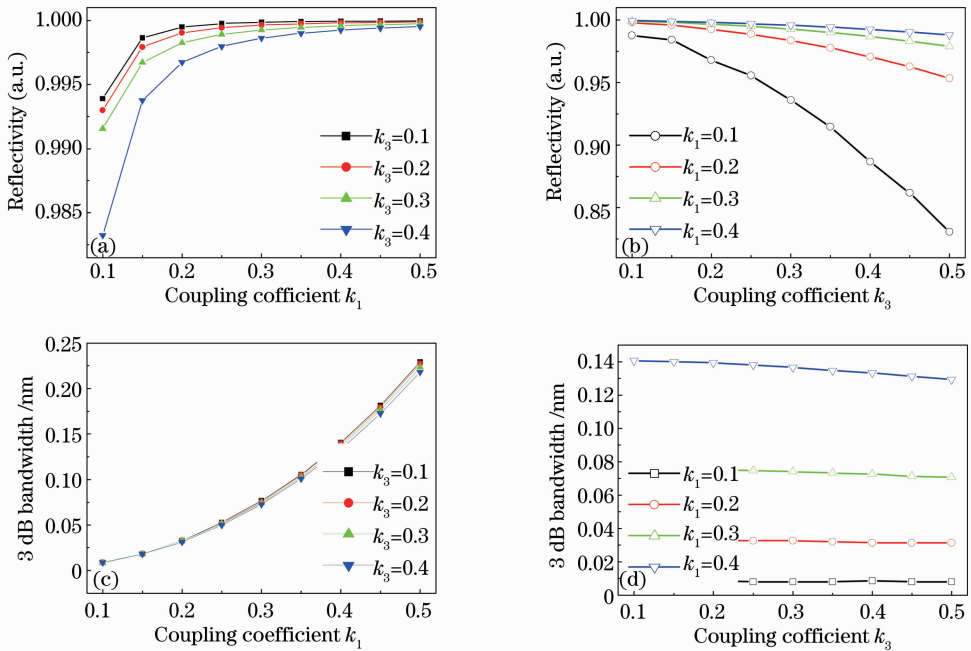 Reflectivity (a.u.)
1.000
0.995
0.990
0.985
k3=0.1
k3=0.2
k3=0.3
k3=0.4
(a)
0.1 0.2 0.3 0.4 0.5
Coupling cofficient k1
Reflectivity (a.u.)
1.00
0.95
0.90
0.85
k1=0.1
k1=0.2
k1=0.3
k1=0.4
(b)
0.1 0.2 0.3 0.4 0.5
Coupling cofficient k3
3 dB bandwidth /nm
0.25
0.20
0.15
0.10
0.05
0
k3=0.1
k3=0.2
k3=0.3
k3=0.4
(c)
0.1 0.2 0.3 0.4 0.5
Coupling coefficient k1
3 dB bandwidth /nm
0.14
0.12
0.10
0.08
0.06
0.04
0.02
0
k1=0.1
k1=0.2
k1=0.3
k1=0.4
(d)
0.1 0.2 0.3 0.4 0.5
Coupling cofficient k3